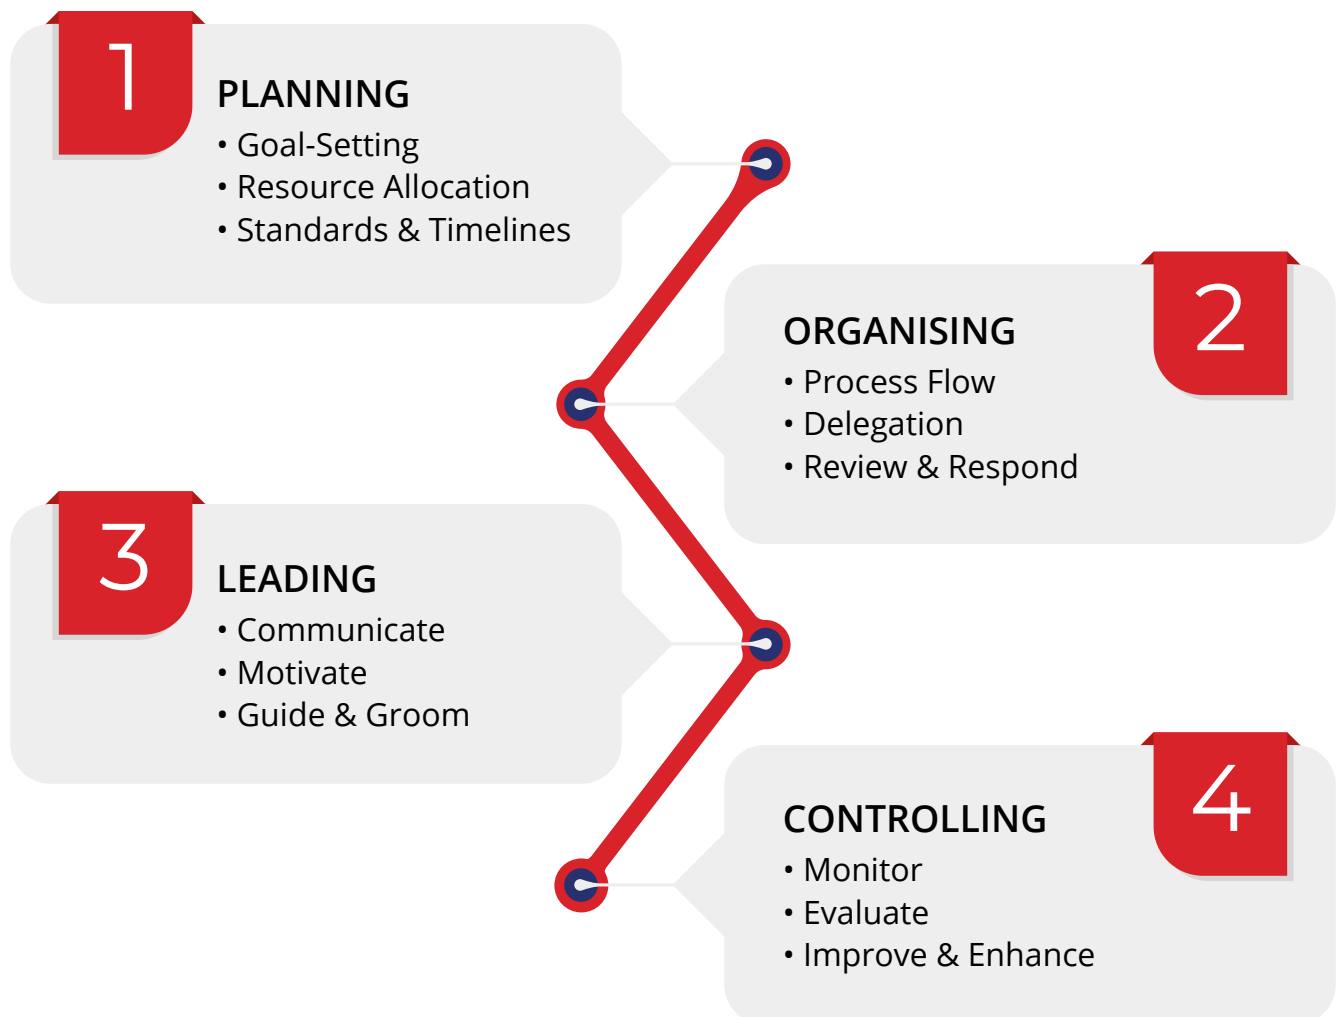 1
PLANNING
• Goal-Setting
• Resource Allocation
• Standards & Timelines
2
ORGANISING
• Process Flow
• Delegation
• Review & Respond
3
LEADING
• Communicate
• Motivate
• Guide & Groom
4
CONTROLLING
• Monitor
• Evaluate
• Improve & Enhance